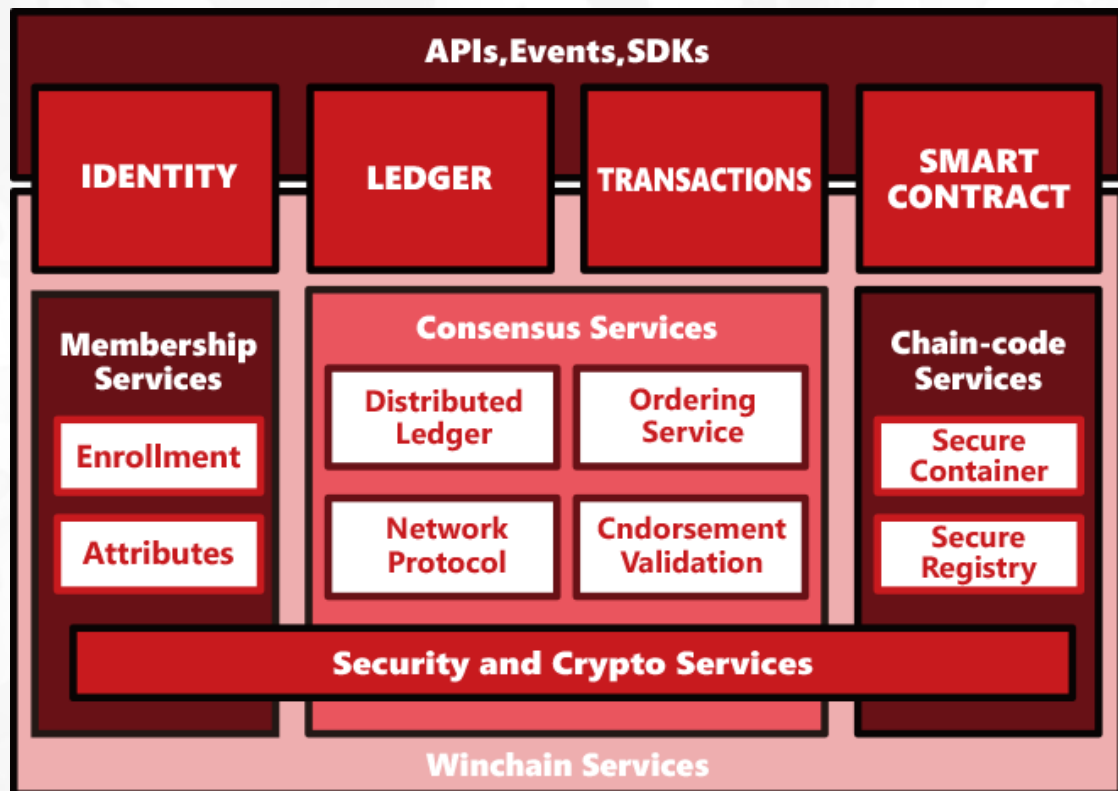 APIs,Events,SDKs
IDENTITY
LEDGER
TRANSACTIONS
SMART
CONTRACT
Membership
Services
Enrollment
Attributes
Consensus Services
Distributed
Ledger
Ordering
Service
Network
Protocol
Cndorsement
Validation
Chain-code
Services
Secure
Container
Secure
Registry
Security and Crypto Services
Winchain Services